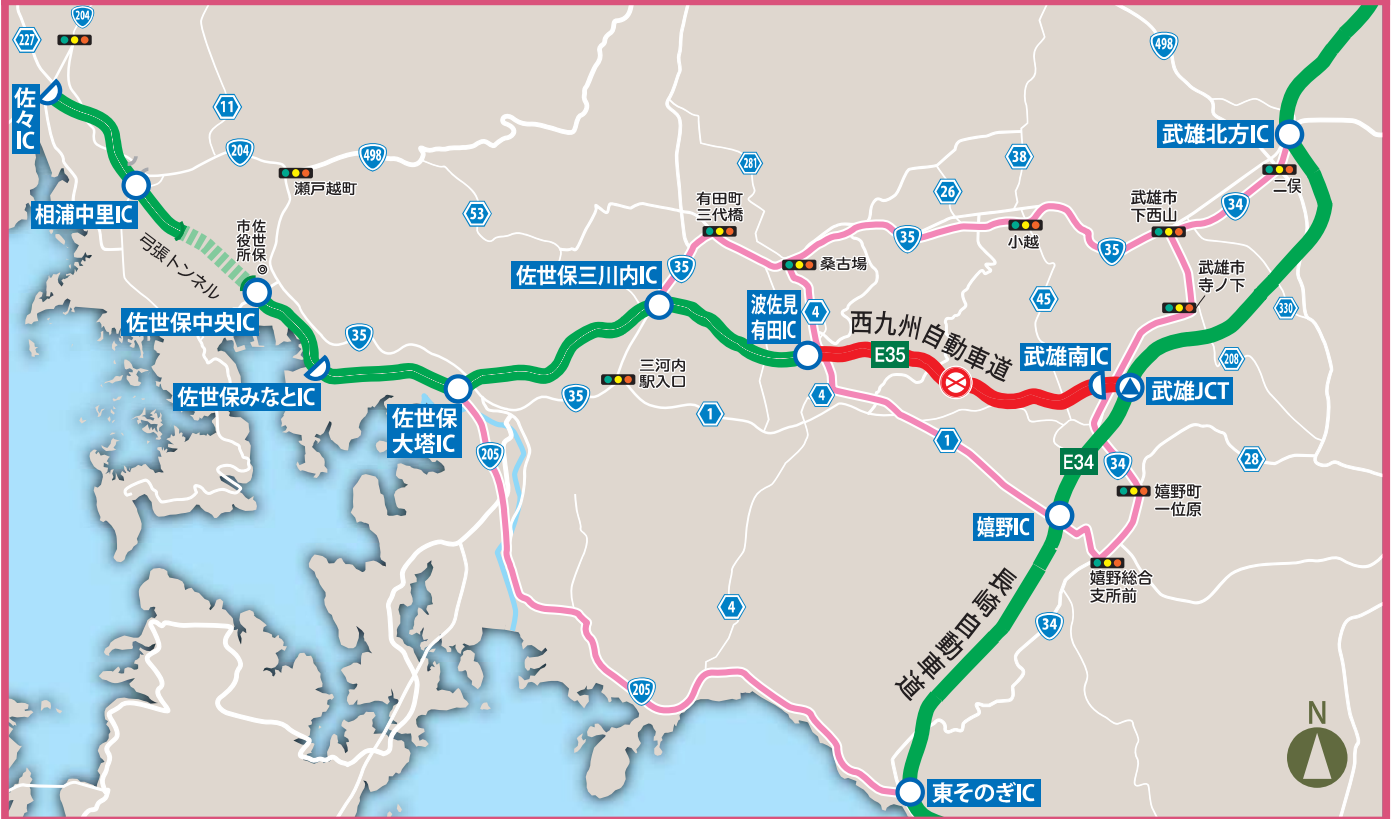 204
227
498
佐々IC
11
204
498
瀬戸越町
武雄北方IC
二俣
281
38
26
34
相浦中里IC
53
有田町
三代橋
武雄市
下西山
35
小越
35
佐世保
市役所
弓張トンネル
佐世保三川内IC
35
桑古場
武雄市
寺ノ下
佐世保中央IC
波佐見
有田IC
4
45
330
西九州自動車道
E35
武雄南IC
208
35
三河内
駅入口
武雄JCT
佐世保みなとIC
35
佐世保
大塔IC
1
4
1
205
E34
34
28
嬉野町
一位原
嬉野IC
嬉野総合
支所前
4
34
長崎自動車道
205
N
東そのぎIC